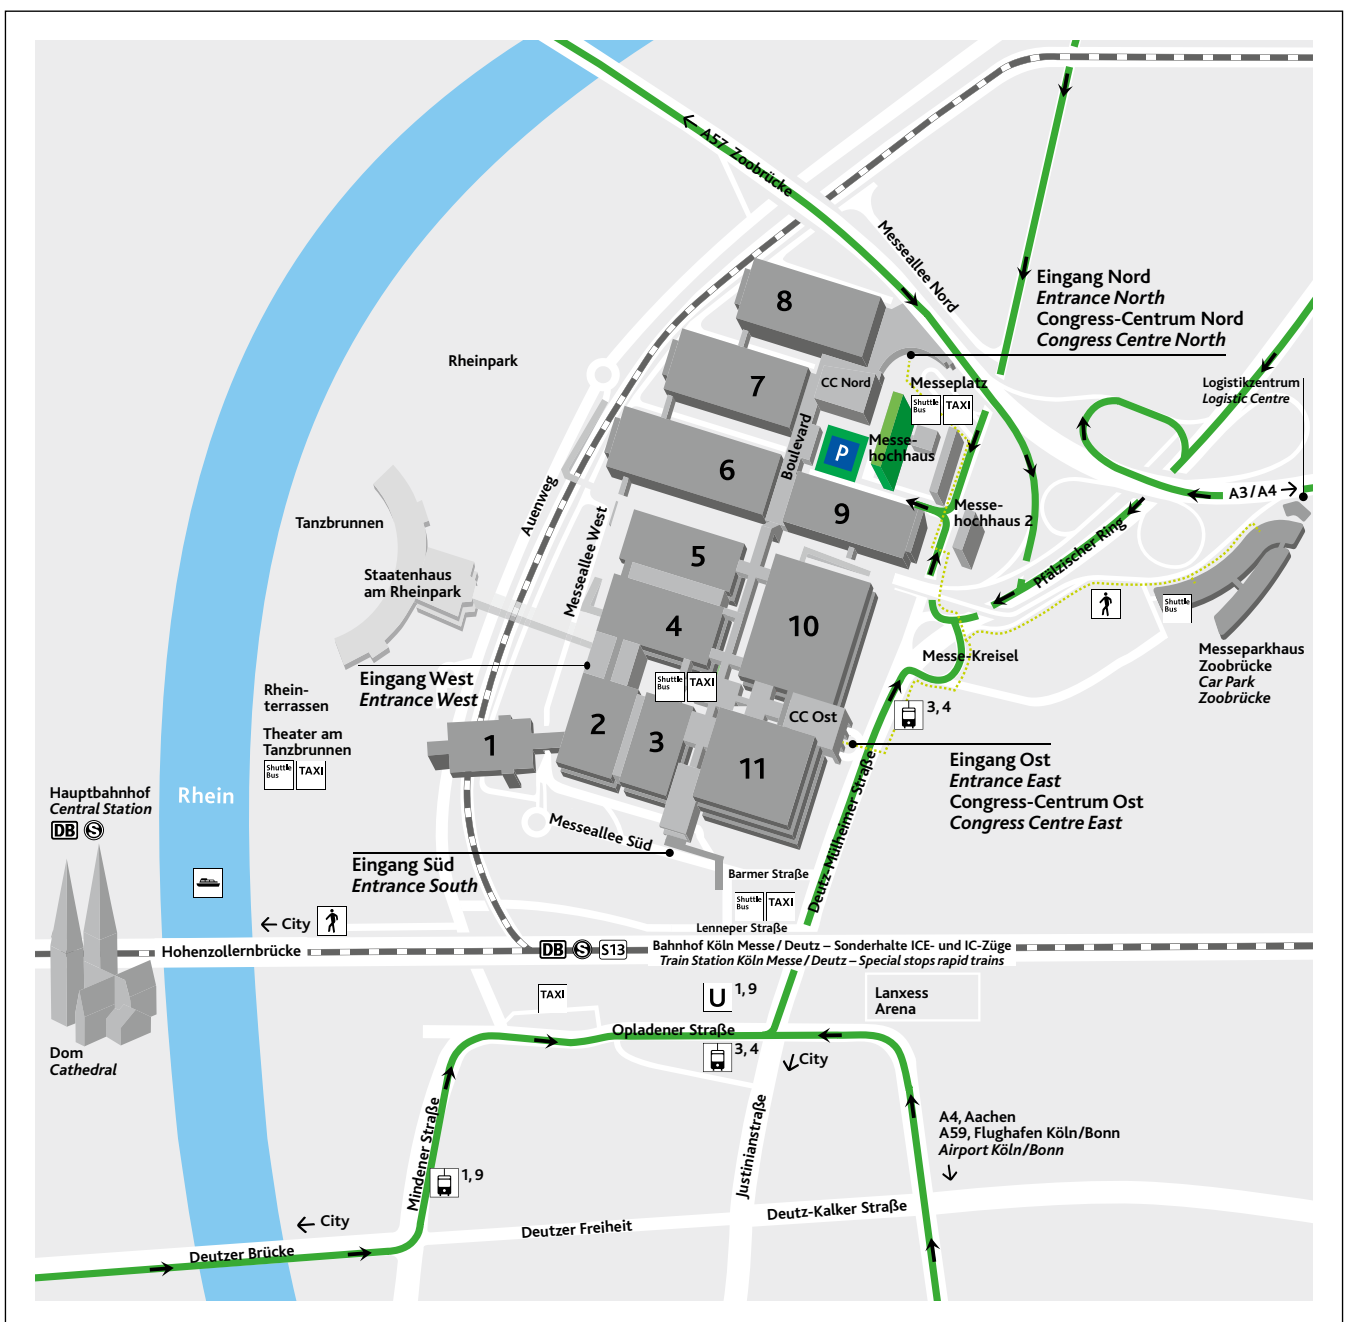 A57 Zoobrücke
Messeallee Nord
Eingang Nord
Entrance North
Congress-Centrum Nord
Congress Centre North
8
Rheinpark
7
CC Nord
Messeplatz
Shuttle
Bus
TAXI
Logistikzentrum
Logistic Centre
Boulevard
P
Messe-
hochhaus
6
Auenweg
A3/A4
Tanzbrunnen
9
Messe-
hochhaus 2
Messeallee West
Pfälzischer Ring
5
Staatenhaus
am Rheinpark
Shuttle
Bus
4
10
Messe-Kreisel
Messeparkhaus
Zoobrücke
Car Park
Zoobrücke
Eingang West
Entrance West
Shuttle
Bus
TAXI
3, 4
Rhein-
terrassen
CC Ost
Theater am
Tanzbrunnen
Shuttle
Bus
TAXI
1
2
3
11
Eingang Ost
Entrance East
Congress-Centrum Ost
Congress Centre East
Hauptbahnhof
Central Station
DB
S
Rhein
Messeallee Süd
Deutz-Mülheimer Straße
Eingang Süd
Entrance South
Barmer Straße
Shuttle
Bus
TAXI
City
Lenneper Straße
Hohenzollernbrücke
DB
S
S13
Bahnhof Köln Messe/Deutz – Sonderhalte ICE- und IC-Züge
Train Station Köln Messe/Deutz – Special stops rapid trains
TAXI
U
1, 9
Lanxess
Arena
Opladener Straße
3, 4
City
Dom
Cathedral
Mindener Straße
Justinianstraße
A4, Aachen
A59, Flughafen Köln/Bonn
Airport Köln/Bonn
1, 9
City
Deutz-Kalker Straße
Deutzer Freiheit
Deutzer Brücke